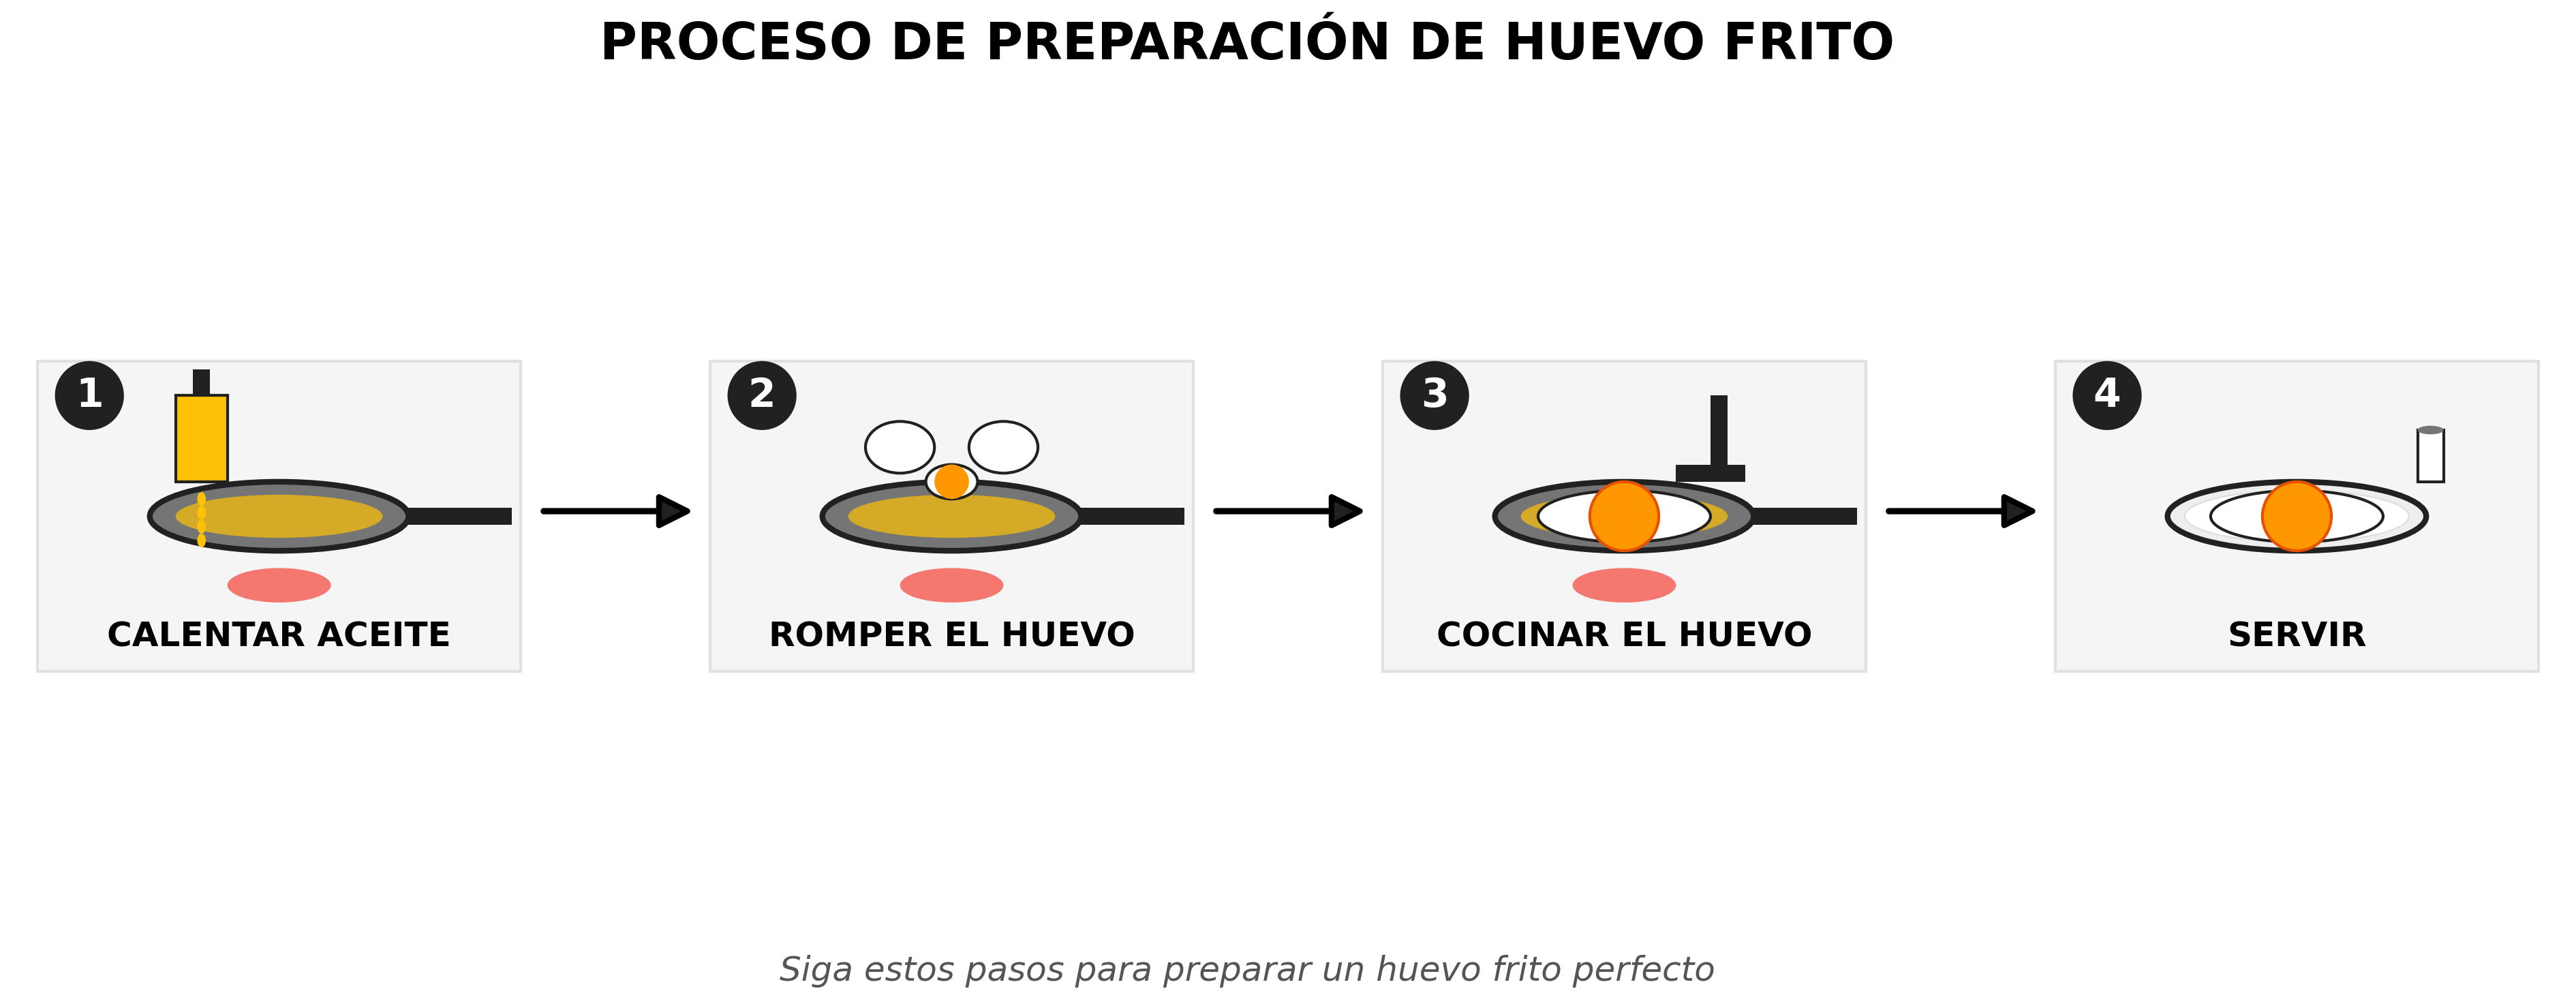 PROCESO DE PREPARACIÓN DE HUEVO FRITO
1
CALENTAR ACEITE
2
ROMPER EL HUEVO
3
COCINAR EL HUEVO
4
SERVIR
Siga estos pasos para preparar un huevo frito perfecto